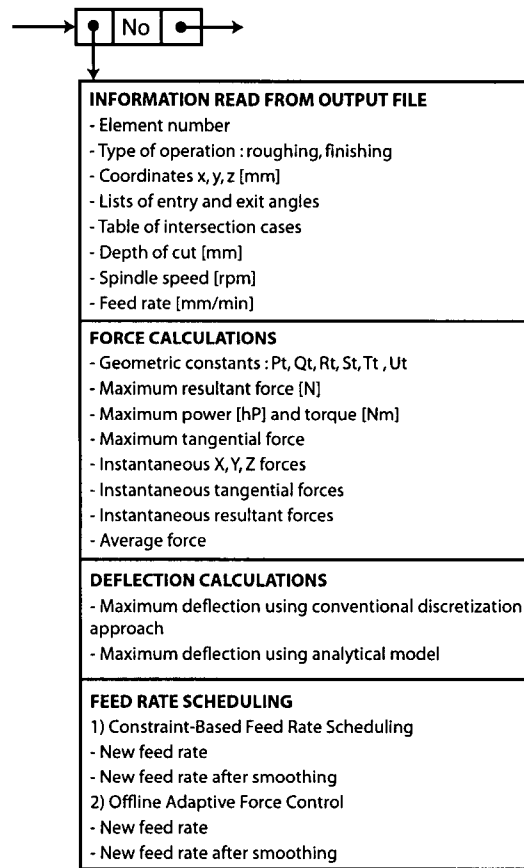 No
INFORMATION READ FROM OUTPUT FILE
- Element number
- Type of operation : roughing, finishing
- Coordinates x, y, z [mm]
- Lists of entry and exit angles
- Table of intersection cases
- Depth of cut [mm]
- Spindle speed [rpm]
- Feed rate [mm/min]
FORCE CALCULATIONS
- Geometric constants : Pt, Qt, Rt, St, Tt , Ut
- Maximum resultant force [N]
- Maximum power [hP] and torque [Nm]
- Maximum tangential force
- Instantaneous X, Y, Z forces
- Instantaneous tangential forces
- Instantaneous resultant forces
- Average force
DEFLECTION CALCULATIONS
- Maximum deflection using conventional discretization
approach
- Maximum deflection using analytical model
FEED RATE SCHEDULING
1) Constraint-Based Feed Rate Scheduling
- New feed rate
- New feed rate after smoothing
2) Offline Adaptive Force Control
- New feed rate
- New feed rate after smoothing